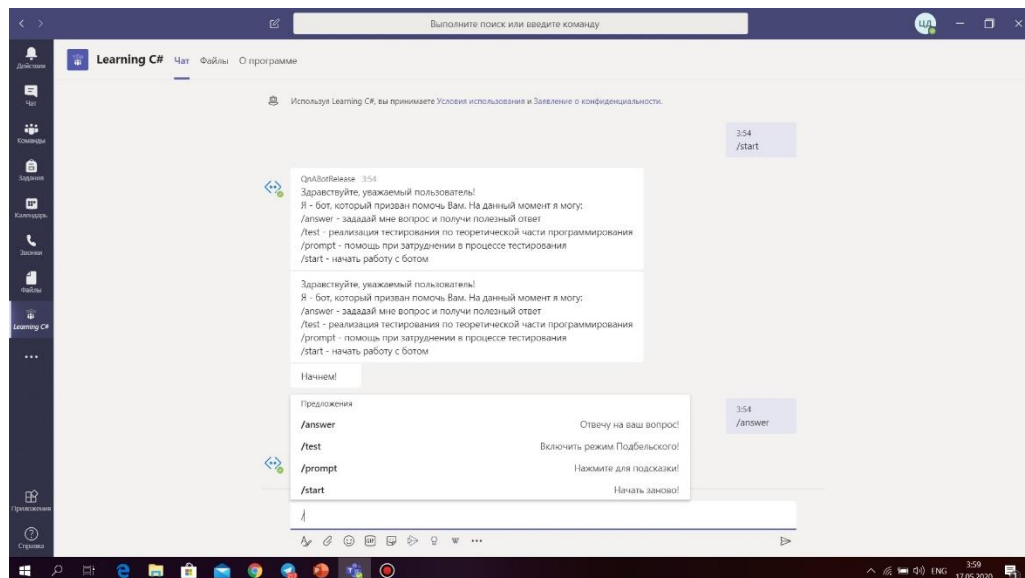 Выполните поиск или введите команду
ЦД
Действия
Чат
Команды
Задания
Календарь
Звонки
Файлы
Learning C#
Приложения
Справка
Learning C# Чат Файлы О программе
Используя Learning C#, вы принимаете Условия использования и Заявление о конфиденциальности.
3:54
/start
QnABotRelease 3:54
Здравствуйте, уважаемый пользователь!
Я - бот, который призван помочь Вам. На данный момент я могу:
/answer - зададай мне вопрос и получи полезный ответ
/test - реализация тестирования по теоретической части программирования
/prompt - помощь при затруднении в процессе тестирования
/start - начать работу с ботом
Здравствуйте, уважаемый пользователь!
Я - бот, который призван помочь Вам. На данный момент я могу:
/answer - зададай мне вопрос и получи полезный ответ
/test - реализация тестирования по теоретической части программирования
/prompt - помощь при затруднении в процессе тестирования
/start - начать работу с ботом
Начнем!
3:54
/answer
Предложения
/answer Отвечу на ваш вопрос!
/test Включить режим Подбельского!
/prompt Нажмите для подсказки!
/start Начать заново!
/
GIF
ENG
3:59
17.05.2020